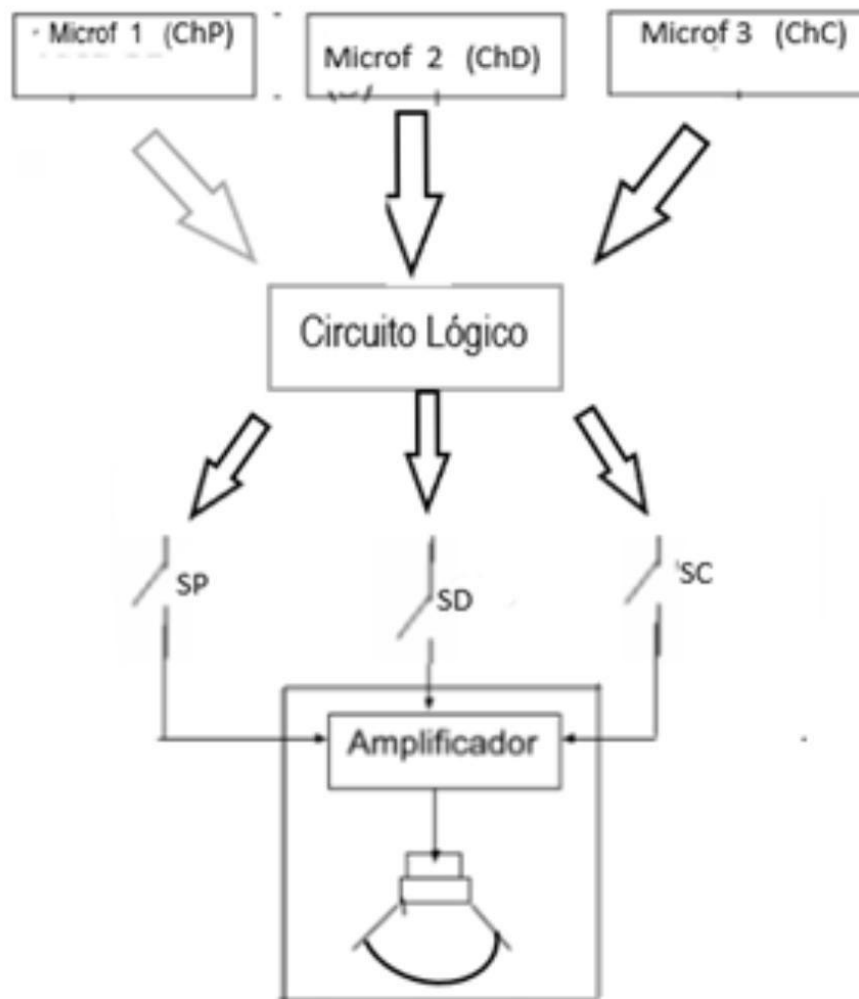 Microf 1 (ChP)
Microf 2 (ChD)
Microf 3 (ChC)
Circuito Lógico
SP
SD
SC
Amplificador